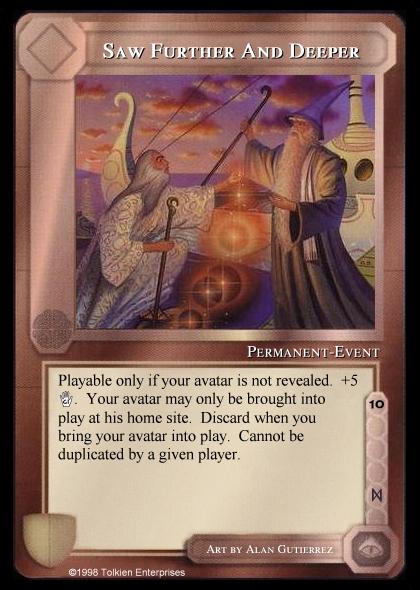 Saw Further And Deeper
Permanent-Event
Playable only if your avatar is not revealed. +5
. Your avatar may only be brought into
play at his home site. Discard when you
bring your avatar into play. Cannot be
duplicated by a given player.
10
ᛞ
Art by Alan Gutierrez
©1998 Tolkien Enterprises